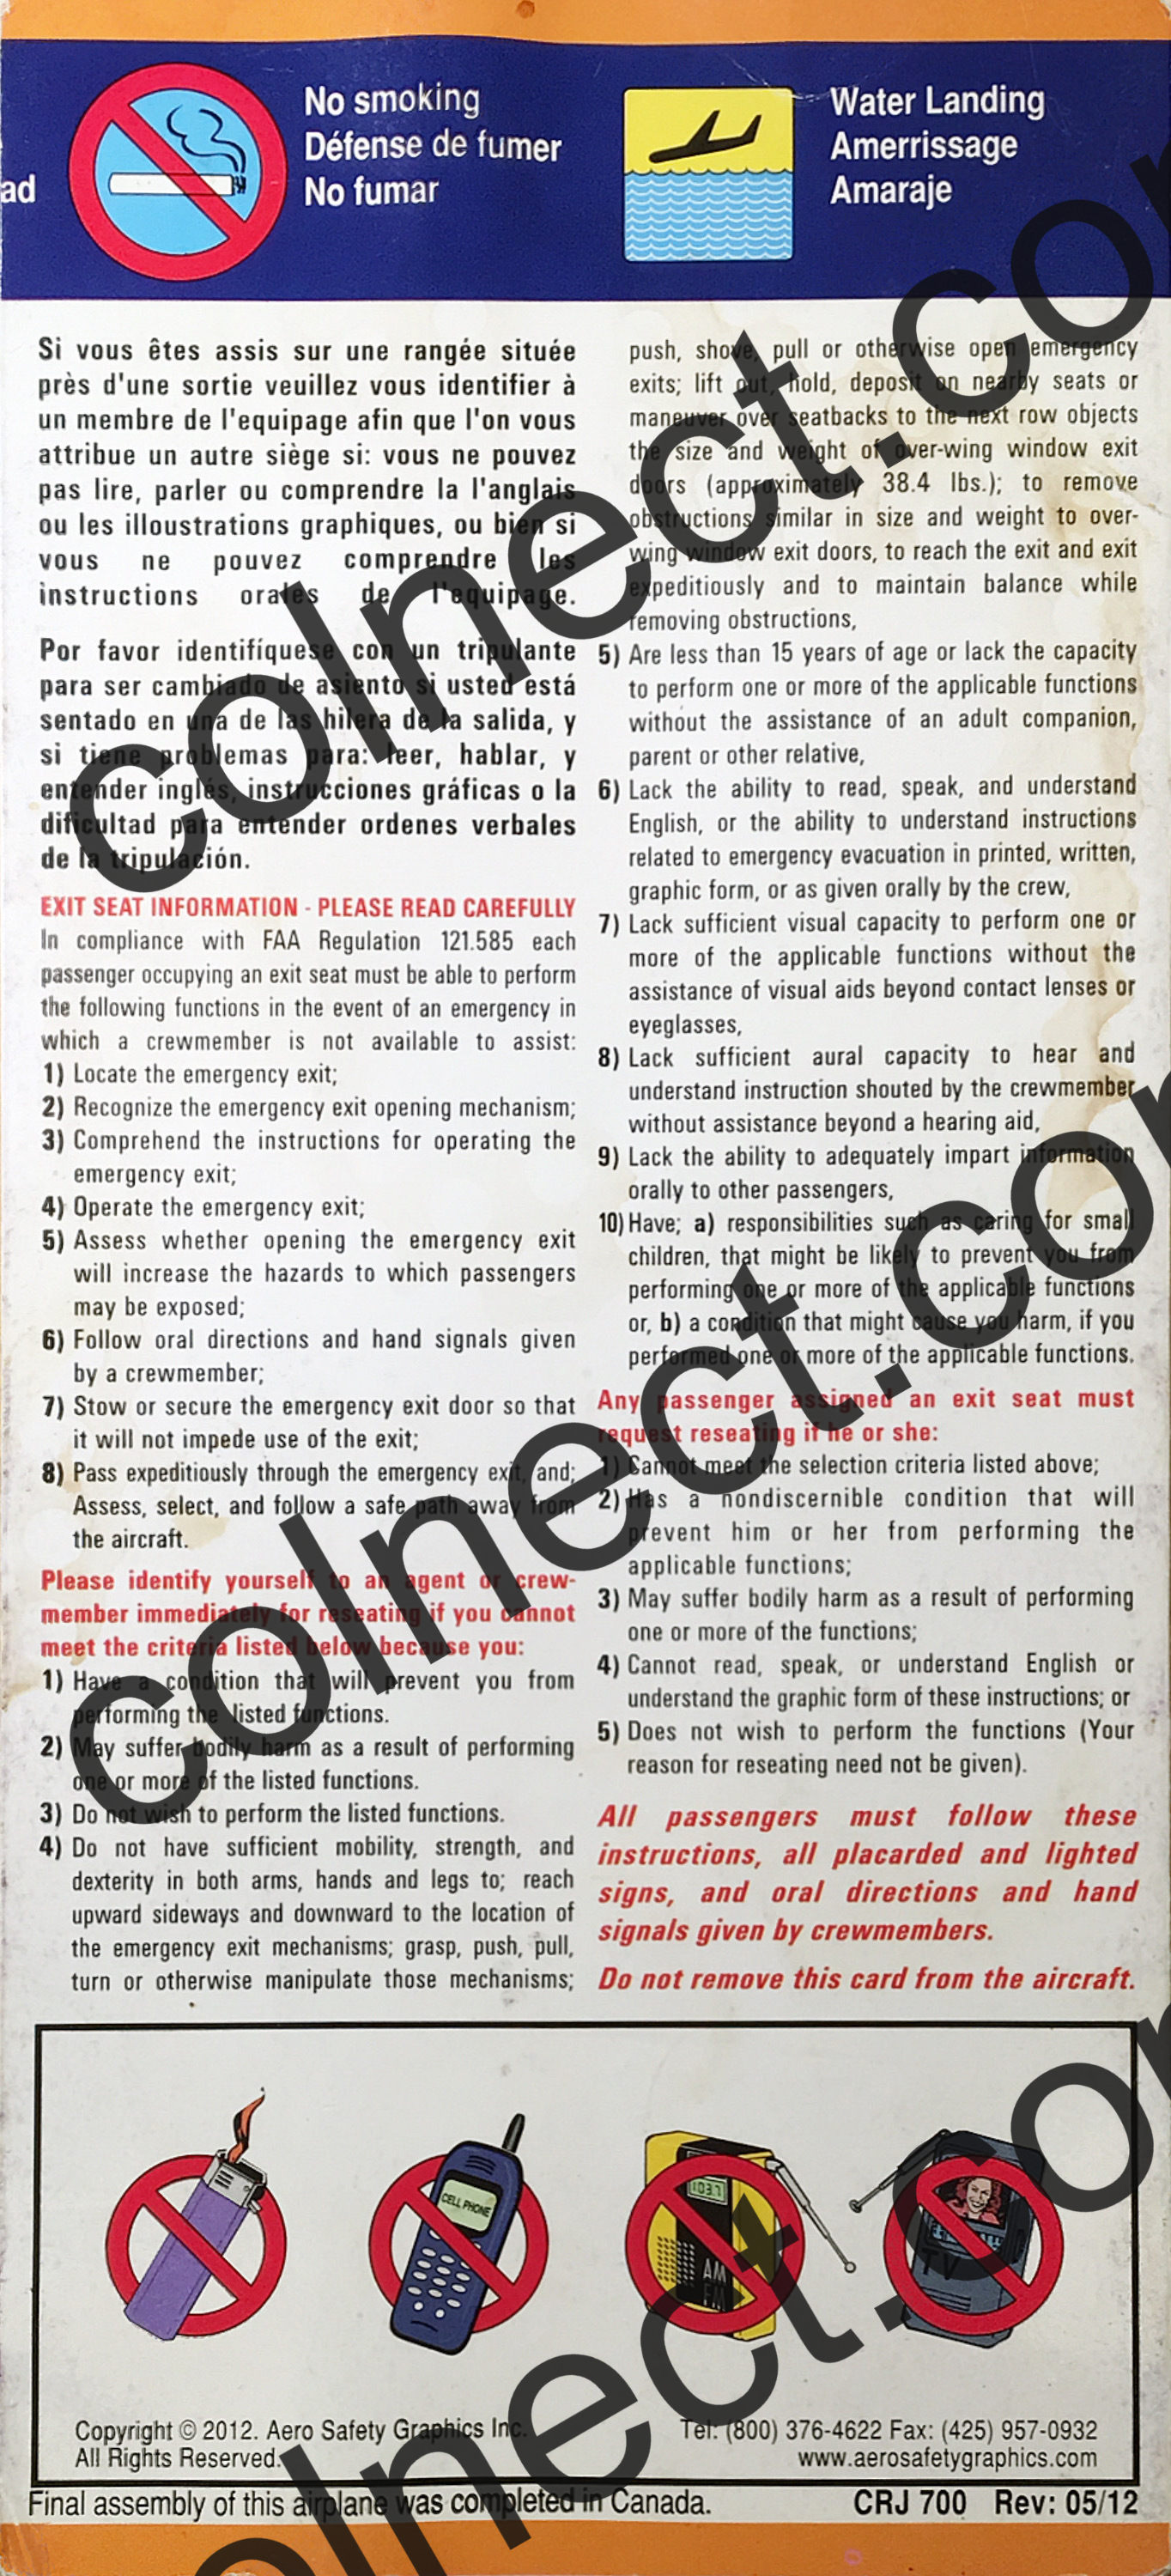 ad
No smoking
Défense de fumer
No fumar
Water Landing
Amerrissage
Amaraje
Si vous êtes assis sur une rangée située
près d'une sortie veuillez vous identifier à
un membre de l'equipage afin que l'on vous
attribue un autre siège si: vous ne pouvez
pas lire, parler ou comprendre la l'anglais
ou les illoustrations graphiques, ou bien si
vous ne pouvez comprendre les
instructions orales de l'equipage.
Por favor identifíquese con un tripulante
para ser cambiado de asiento si usted está
sentado en una de las hilera de la salida, y
si tiene problemas para: leer, hablar, y
entender inglés, instrucciones gráficas o la
dificultad para entender ordenes verbales
de la tripulación.
EXIT SEAT INFORMATION - PLEASE READ CAREFULLY
In compliance with FAA Regulation 121.585 each
passenger occupying an exit seat must be able to perform
the following functions in the event of an emergency in
which a crewmember is not available to assist:
1) Locate the emergency exit;
2) Recognize the emergency exit opening mechanism;
3) Comprehend the instructions for operating the
emergency exit;
4) Operate the emergency exit;
5) Assess whether opening the emergency exit
will increase the hazards to which passengers
may be exposed;
6) Follow oral directions and hand signals given
by a crewmember;
7) Stow or secure the emergency exit door so that
it will not impede use of the exit;
8) Pass expeditiously through the emergency exit, and;
Assess, select, and follow a safe path away from
the aircraft.
Please identify yourself to an agent or crew-
member immediately for reseating if you cannot
meet the criteria listed below because you:
1) Have a condition that will prevent you from
performing the listed functions.
2) May suffer bodily harm as a result of performing
one or more of the listed functions.
3) Do not wish to perform the listed functions.
4) Do not have sufficient mobility, strength, and
dexterity in both arms, hands and legs to; reach
upward sideways and downward to the location of
the emergency exit mechanisms; grasp, push, pull,
turn or otherwise manipulate those mechanisms;
push, shove, pull or otherwise open emergency
exits; lift out, hold, deposit on nearby seats or
maneuver over seatbacks to the next row objects
the size and weight of over-wing window exit
doors (approximately 38.4 lbs.); to remove
obstructions similar in size and weight to over-
wing window exit doors, to reach the exit and exit
expeditiously and to maintain balance while
removing obstructions,
5) Are less than 15 years of age or lack the capacity
to perform one or more of the applicable functions
without the assistance of an adult companion,
parent or other relative,
6) Lack the ability to read, speak, and understand
English, or the ability to understand instructions
related to emergency evacuation in printed, written,
graphic form, or as given orally by the crew,
7) Lack sufficient visual capacity to perform one or
more of the applicable functions without the
assistance of visual aids beyond contact lenses or
eyeglasses,
8) Lack sufficient aural capacity to hear and
understand instruction shouted by the crewmember
without assistance beyond a hearing aid,
9) Lack the ability to adequately impart information
orally to other passengers,
10) Have; a) responsibilities such as caring for small
children, that might be likely to prevent you from
performing one or more of the applicable functions
or, b) a condition that might cause you harm, if you
performed one or more of the applicable functions.
Any passenger assigned an exit seat must
request reseating if he or she:
1) Cannot meet the selection criteria listed above;
2) Has a nondiscernible condition that will
prevent him or her from performing the
applicable functions;
3) May suffer bodily harm as a result of performing
one or more of the functions;
4) Cannot read, speak, or understand English or
understand the graphic form of these instructions; or
5) Does not wish to perform the functions (Your
reason for reseating need not be given).
All passengers must follow these
instructions, all placarded and lighted
signs, and oral directions and hand
signals given by crewmembers.
Do not remove this card from the aircraft.
CELL PHONE
103.7
AM
FM
TV
Copyright © 2012. Aero Safety Graphics Inc.
All Rights Reserved.
Tel: (800) 376-4622 Fax: (425) 957-0932
www.aerosafetygraphics.com
Final assembly of this airplane was completed in Canada.
CRJ 700 Rev: 05/12
colnect.com
colnect.com
colnect.com